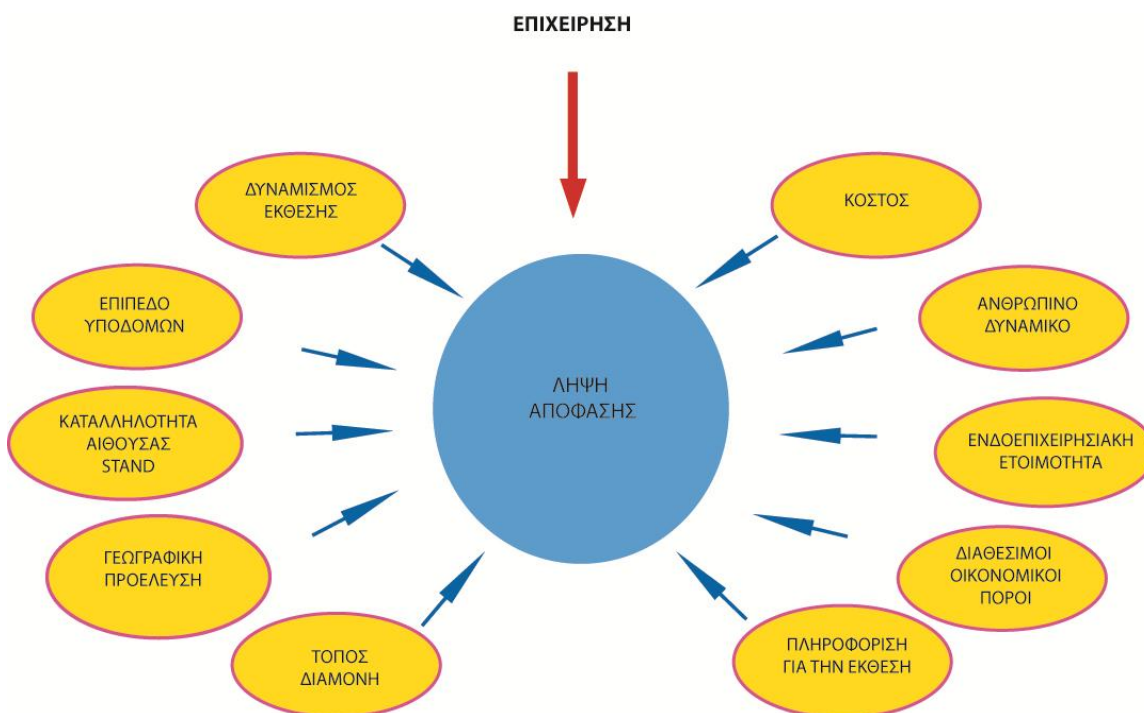 ΕΠΙΧΕΙΡΗΣΗ
ΔΥΝΑΜΙΣΜΟΣ
ΕΚΘΕΣΗΣ
ΚΟΣΤΟΣ
ΕΠΙΠΕΔΟ
ΥΠΟΔΟΜΩΝ
ΑΝΘΡΩΠΙΝΟ
ΔΥΝΑΜΙΚΟ
ΛΗΨΗ
ΑΠΟΦΑΣΗΣ
ΚΑΤΑΛΛΗΛΟΤΗΤΑ
ΑΙΘΟΥΣΑΣ
STAND
ΕΝΔΟΕΠΙΧΕΙΡΗΣΙΑΚΗ
ΕΤΟΙΜΟΤΗΤΑ
ΓΕΩΓΡΑΦΙΚΗ
ΠΡΟΕΛΕΥΣΗ
ΔΙΑΘΕΣΙΜΟΙ
ΟΙΚΟΝΟΜΙΚΟΙ
ΠΟΡΟΙ
ΤΟΠΟΣ
ΔΙΑΜΟΝΗ
ΠΛΗΡΟΦΟΡΙΣΗ
ΓΙΑ ΤΗΝ ΕΚΘΕΣΗ